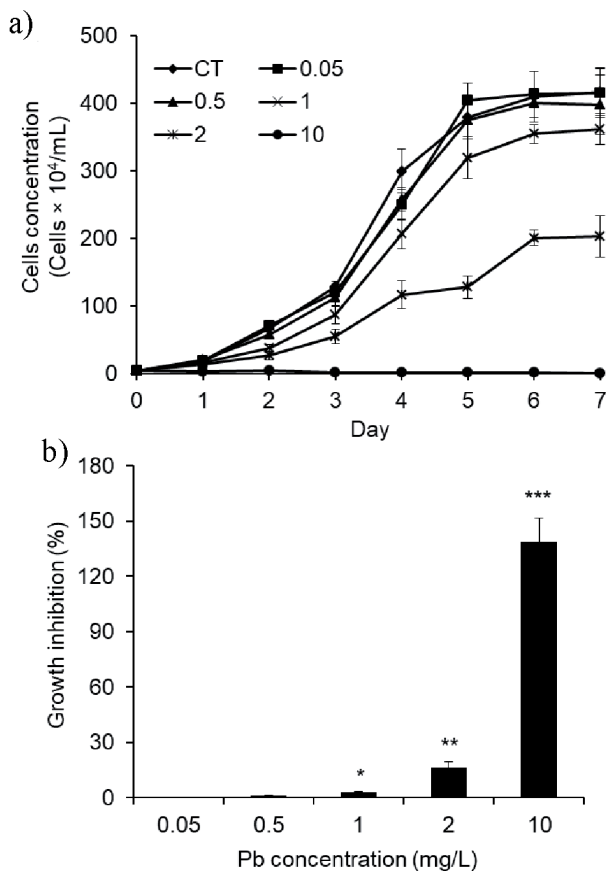 a)
500
400
300
200
100
0
CT
0.05
0.5
1
2
10
Cells concentration
(Cells × 10⁴/mL)
0 1 2 3 4 5 6 7
Day
b)
180
150
120
90
60
30
0
Growth inhibition (%)
*
**
***
0.05 0.5 1 2 10
Pb concentration (mg/L)